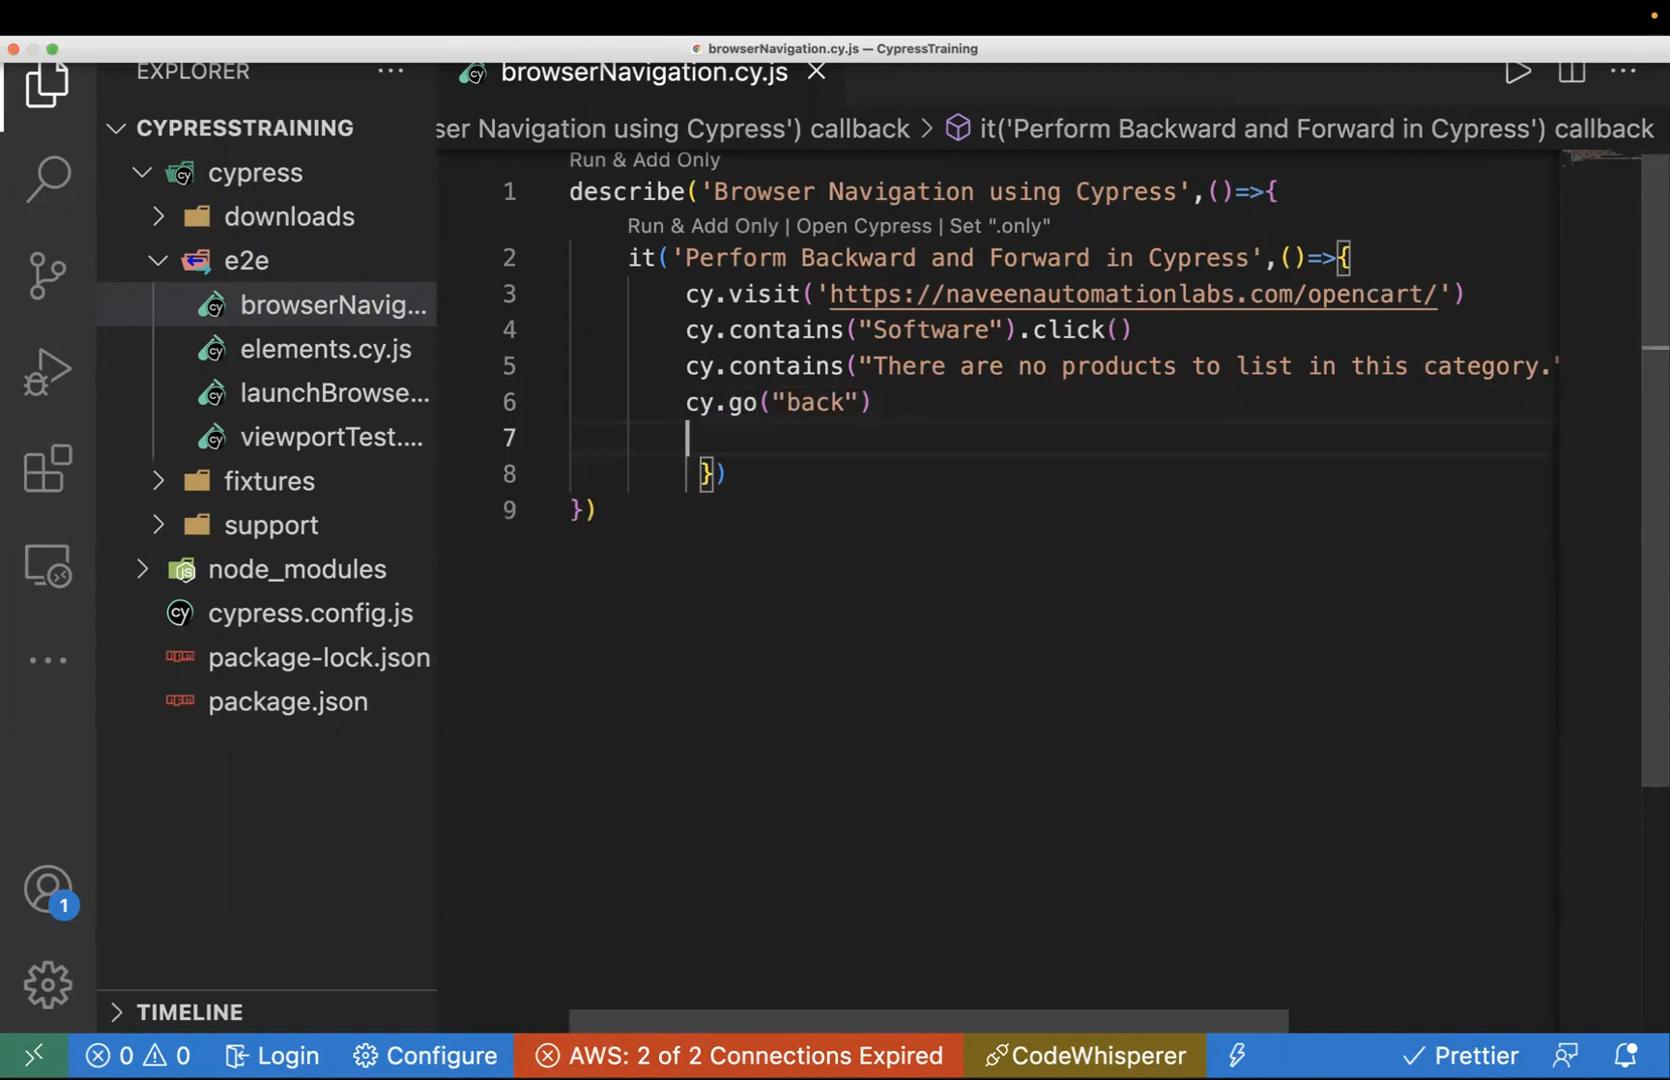 browserNavigation.cy.js — CypressTraining
EXPLORER
browserNavigation.cy.js
CYPRESSTRAINING
ser Navigation using Cypress') callback > it('Perform Backward and Forward in Cypress') callback
cypress
downloads
e2e
browserNavig...
elements.cy.js
launchBrowse...
viewportTest....
fixtures
support
node_modules
cypress.config.js
package-lock.json
package.json
TIMELINE
Run & Add Only
1 describe('Browser Navigation using Cypress',()=>{
Run & Add Only | Open Cypress | Set ".only"
2 it('Perform Backward and Forward in Cypress',()=>{
3 cy.visit('https://naveenautomationlabs.com/opencart/')
4 cy.contains("Software").click()
5 cy.contains("There are no products to list in this category."
6 cy.go("back")
7
8 })
9 })
1
0 0 Login Configure AWS: 2 of 2 Connections Expired CodeWhisperer Prettier